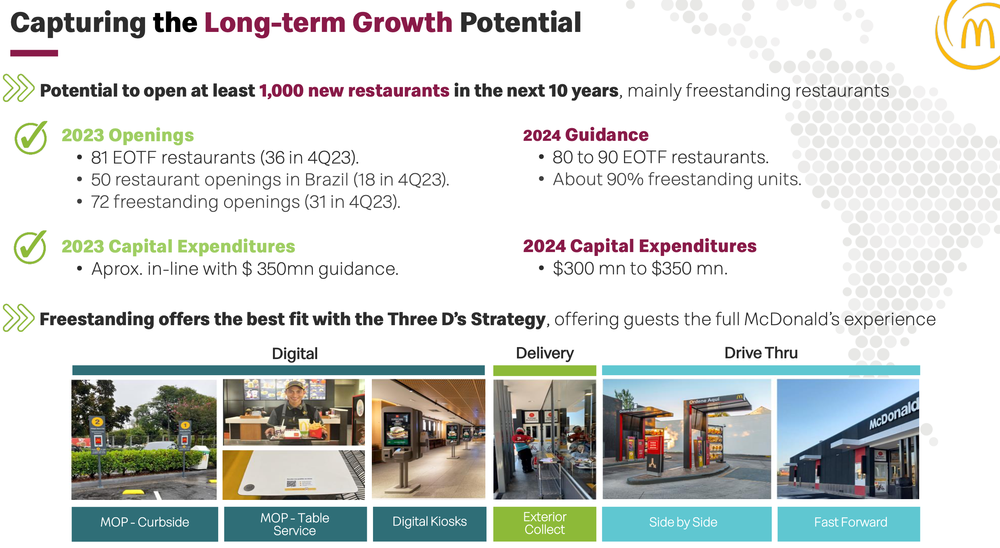 Capturing the Long-term Growth Potential
Potential to open at least 1,000 new restaurants in the next 10 years, mainly freestanding restaurants
2023 Openings
• 81 EOTF restaurants (36 in 4Q23).
• 50 restaurant openings in Brazil (18 in 4Q23).
• 72 freestanding openings (31 in 4Q23).
2024 Guidance
• 80 to 90 EOTF restaurants.
• About 90% freestanding units.
2023 Capital Expenditures
• Aprox. in-line with $ 350mn guidance.
2024 Capital Expenditures
• $300 mn to $350 mn.
Freestanding offers the best fit with the Three D’s Strategy, offering guests the full McDonald’s experience
Digital
Delivery
Drive Thru
2
1
Ordene Aquí
Ordene Aquí
McDonald
MOP - Curbside
MOP - Table
Service
Digital Kiosks
Exterior
Collect
Side by Side
Fast Forward